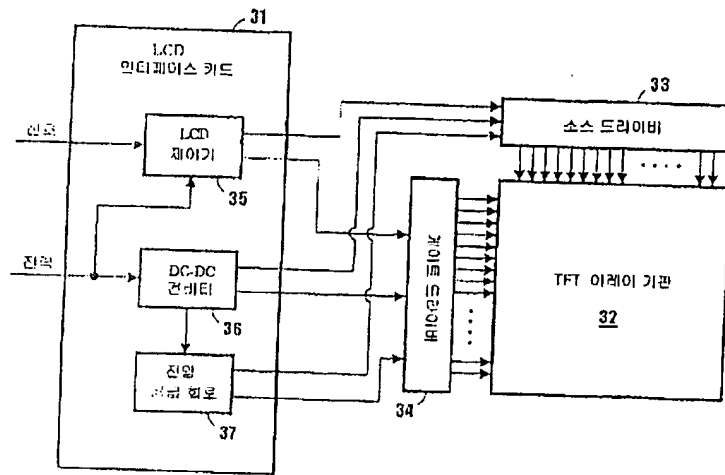 31
LCD
인터페이스 카드
신호
LCD
제어기
35
33
소스 드라이버
전력
DC-DC
컨버터
36
게이트 드라이버
34
TFT 어레이 기판
32
전원
공급 회로
37